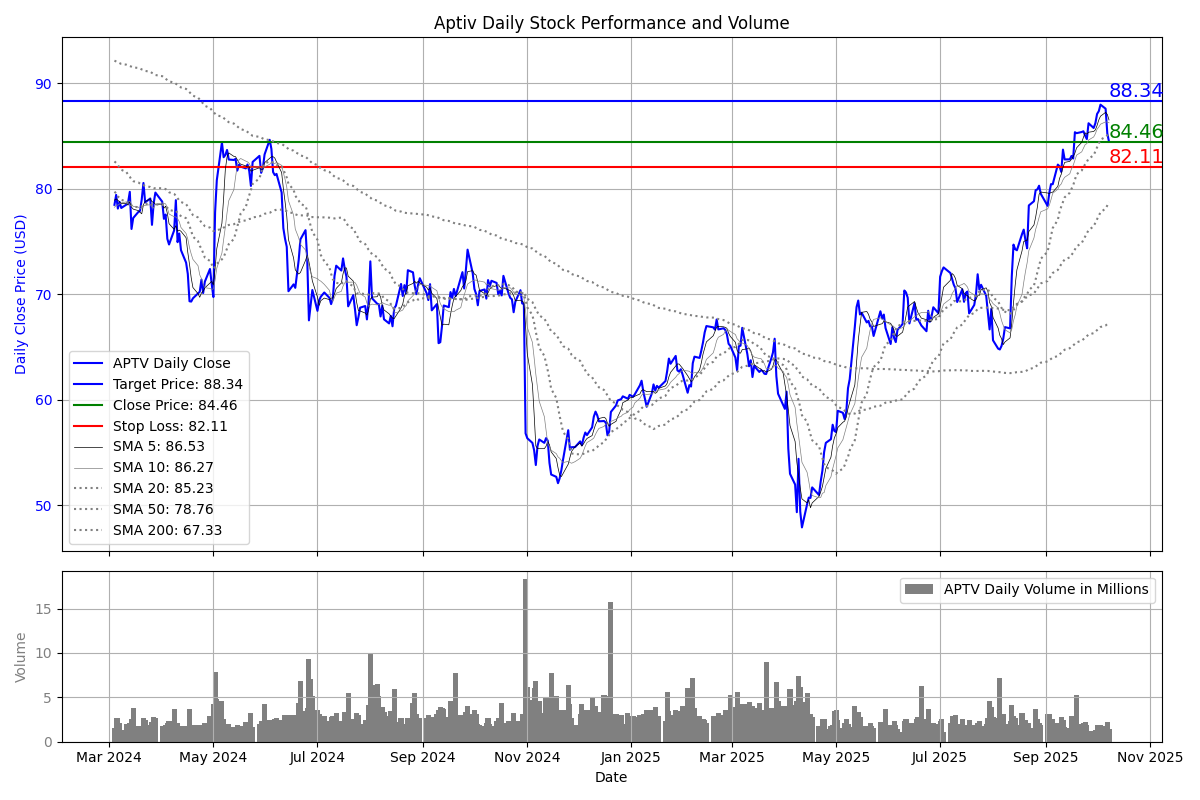 Aptiv Daily Stock Performance and Volume
Daily Close Price (USD)
90
80
70
60
50
88.34
84.46
82.11
APTV Daily Close
Target Price: 88.34
Close Price: 84.46
Stop Loss: 82.11
SMA 5: 86.53
SMA 10: 86.27
SMA 20: 85.23
SMA 50: 78.76
SMA 200: 67.33
Volume
15
10
5
0
APTV Daily Volume in Millions
Mar 2024 May 2024 Jul 2024 Sep 2024 Nov 2024 Jan 2025 Mar 2025 May 2025 Jul 2025 Sep 2025 Nov 2025
Date